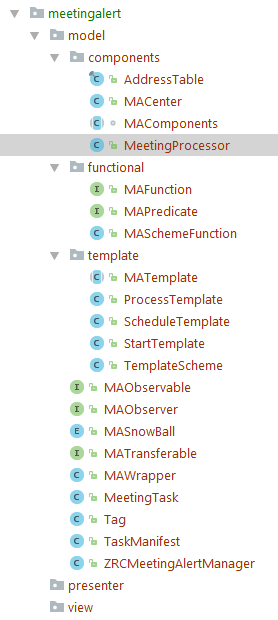 meetingalert
model
components
AddressTable
MACenter
MAComponents
MeetingProcessor
functional
MAFunction
MAPredicate
MASchemeFunction
template
MATemplate
ProcessTemplate
ScheduleTemplate
StartTemplate
TemplateScheme
MAObservable
MAObserver
MASnowBall
MATransferable
MAWrapper
MeetingTask
Tag
TaskManifest
ZRCMeetingAlertManager
presenter
view